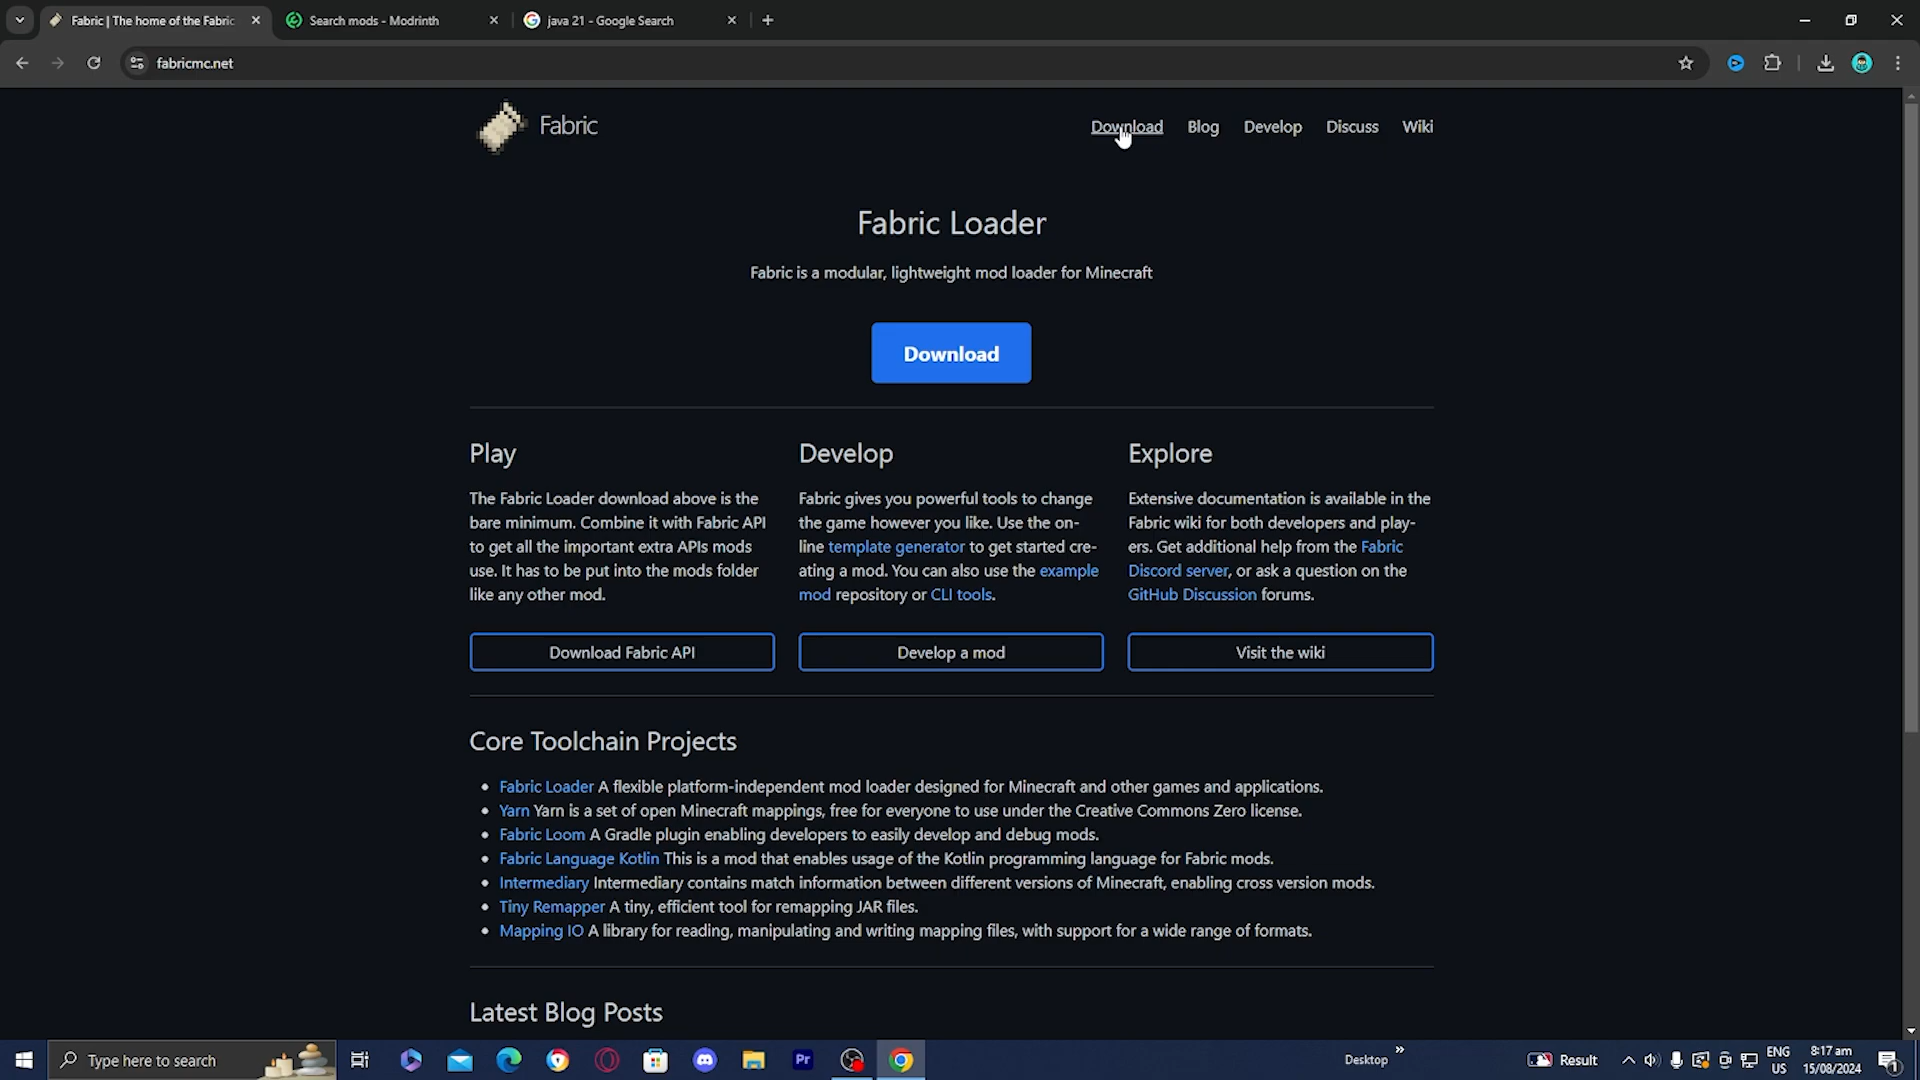 Fabric | The home of the Fabric
Search mods - Modrinth
java 21 - Google Search
fabricmc.net
Fabric
Download
Blog
Develop
Discuss
Wiki
Fabric Loader
Fabric is a modular, lightweight mod loader for Minecraft
Download
Play
The Fabric Loader download above is the
bare minimum. Combine it with Fabric API
to get all the important extra APIs mods
use. It has to be put into the mods folder
like any other mod.
Download Fabric API
Develop
Fabric gives you powerful tools to change
the game however you like. Use the on-
line template generator to get started cre-
ating a mod. You can also use the example
mod repository or CLI tools.
Develop a mod
Explore
Extensive documentation is available in the
Fabric wiki for both developers and play-
ers. Get additional help from the Fabric
Discord server, or ask a question on the
GitHub Discussion forums.
Visit the wiki
Core Toolchain Projects
• Fabric Loader A flexible platform-independent mod loader designed for Minecraft and other games and applications.
• Yarn Yarn is a set of open Minecraft mappings, free for everyone to use under the Creative Commons Zero license.
• Fabric Loom A Gradle plugin enabling developers to easily develop and debug mods.
• Fabric Language Kotlin This is a mod that enables usage of the Kotlin programming language for Fabric mods.
• Intermediary Intermediary contains match information between different versions of Minecraft, enabling cross version mods.
• Tiny Remapper A tiny, efficient tool for remapping JAR files.
• Mapping IO A library for reading, manipulating and writing mapping files, with support for a wide range of formats.
Latest Blog Posts
Type here to search
Pr
Desktop
Result
ENG
US
8:17 am
15/08/2024
1